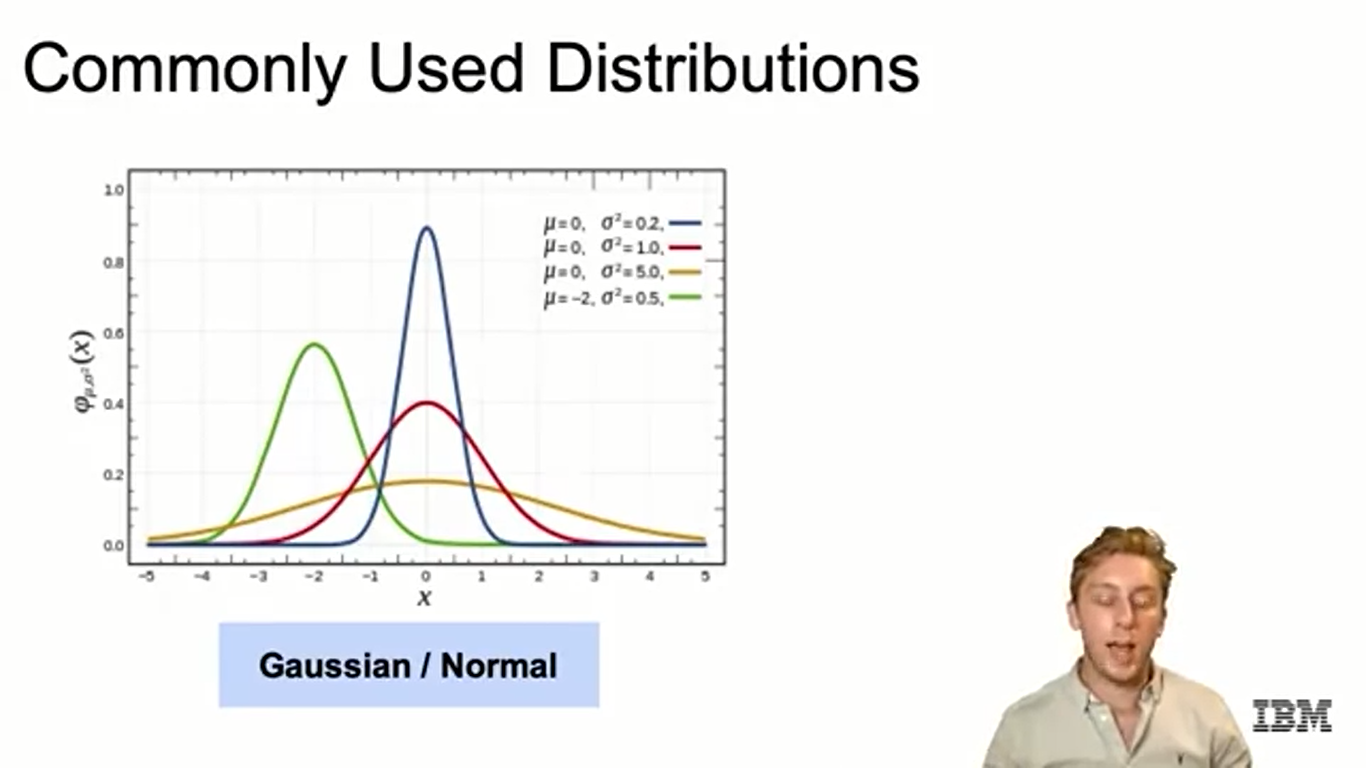 Commonly Used Distributions
μ=0, σ²=0.2,
μ=0, σ²=1.0,
μ=0, σ²=5.0,
μ=−2, σ²=0.5,
1.0
0.8
0.6
0.4
0.2
0.0
φμ,σ²(x)
−5 −4 −3 −2 −1 0 1 2 3 4 5
x
Gaussian / Normal
IBM